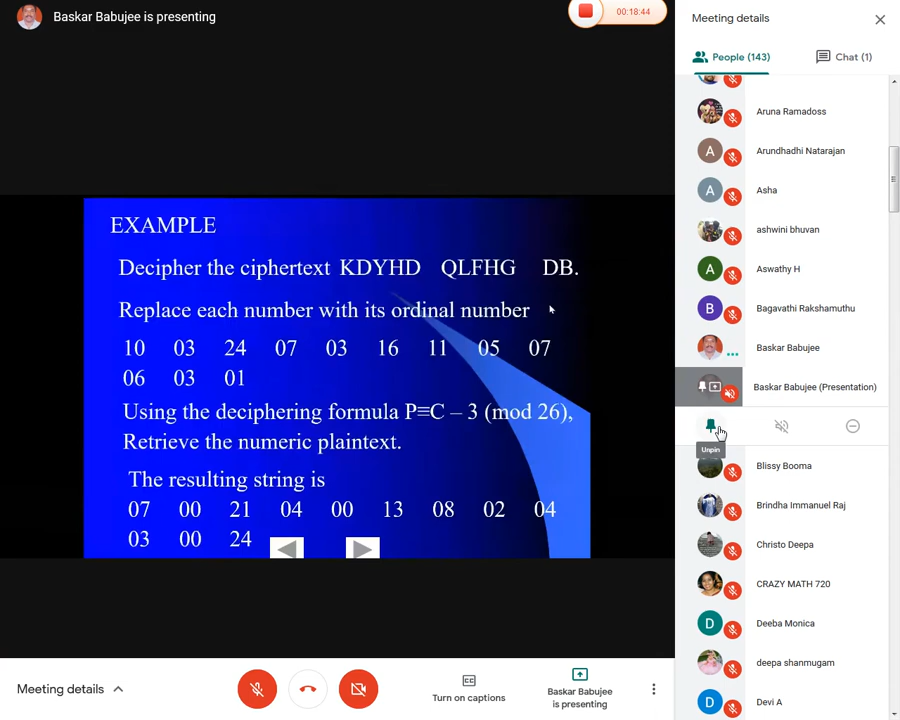 Baskar Babujee is presenting
00:18:44
Meeting details
People (143)
Chat (1)
Aruna Ramadoss
A
Arundhadhi Natarajan
A
Asha
ashwini bhuvan
A
Aswathy H
B
Bagavathi Rakshamuthu
Baskar Babujee
Baskar Babujee (Presentation)
Unpin
Blissy Booma
Brindha Immanuel Raj
Christo Deepa
CRAZY MATH 720
D
Deeba Monica
deepa shanmugam
D
Devi A
EXAMPLE
Decipher the ciphertext KDYHD QLFHG DB.
Replace each number with its ordinal number
10 03 24 07 03 16 11 05 07
06 03 01
Using the deciphering formula P≡C – 3 (mod 26),
Retrieve the numeric plaintext.
The resulting string is
07 00 21 04 00 13 08 02 04
03 00 24
Meeting details
CC
Turn on captions
Baskar Babujee
is presenting